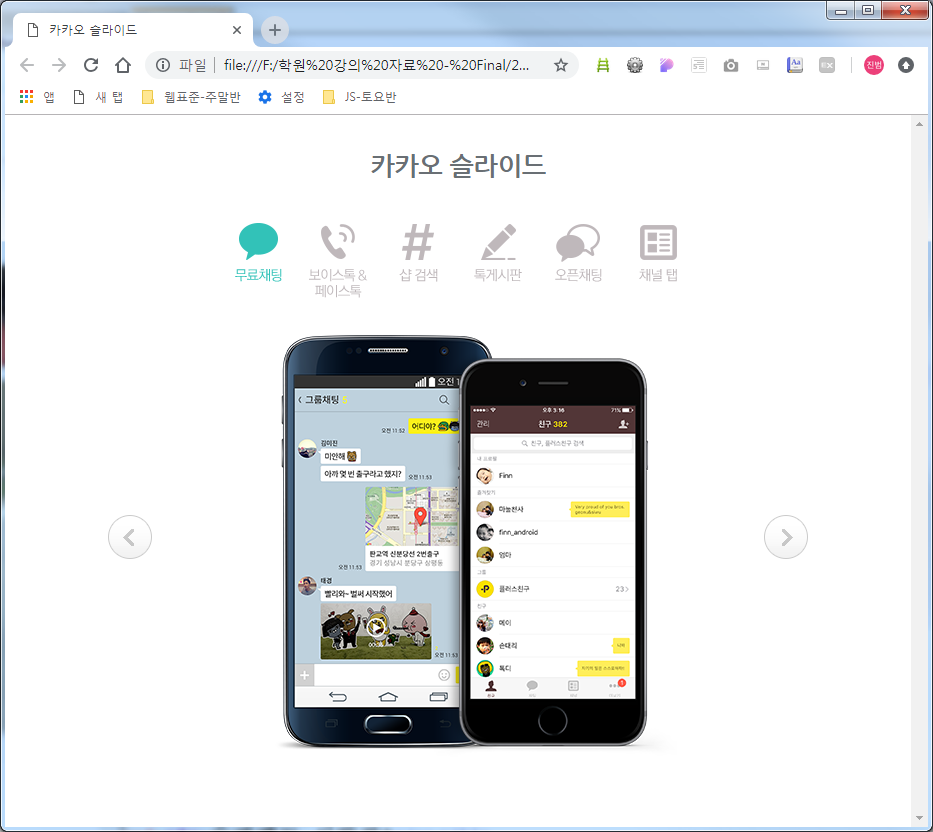 카카오 슬라이드
파일 | file:///F:/학원%20강의%20자료%20-%20Final/2...
앱 새 탭 웹표준-주말반 설정 JS-토요반
진범
카카오 슬라이드
무료채팅
보이스톡 &
페이스톡
샵 검색
톡게시판
오픈채팅
채널 탭
오전 1
그룹채팅 5
어디야?
오전 11:52
김미진
미안해
아까 몇 번 출구라고 했지?
오전 11:53
판교역 신분당선 2번출구
경기 성남시 분당구 삼평동
오전 11:53
태경
빨리와~ 벌써 시작했어
오전 11:53
오후 3:16
71%
관리
친구 382
친구, 플러스친구 검색
내 프로필
Finn
즐겨찾기
마늘천사
finn_android
엄마
그룹
플러스친구
23
친구
메이
손태리
톡디
1
친구